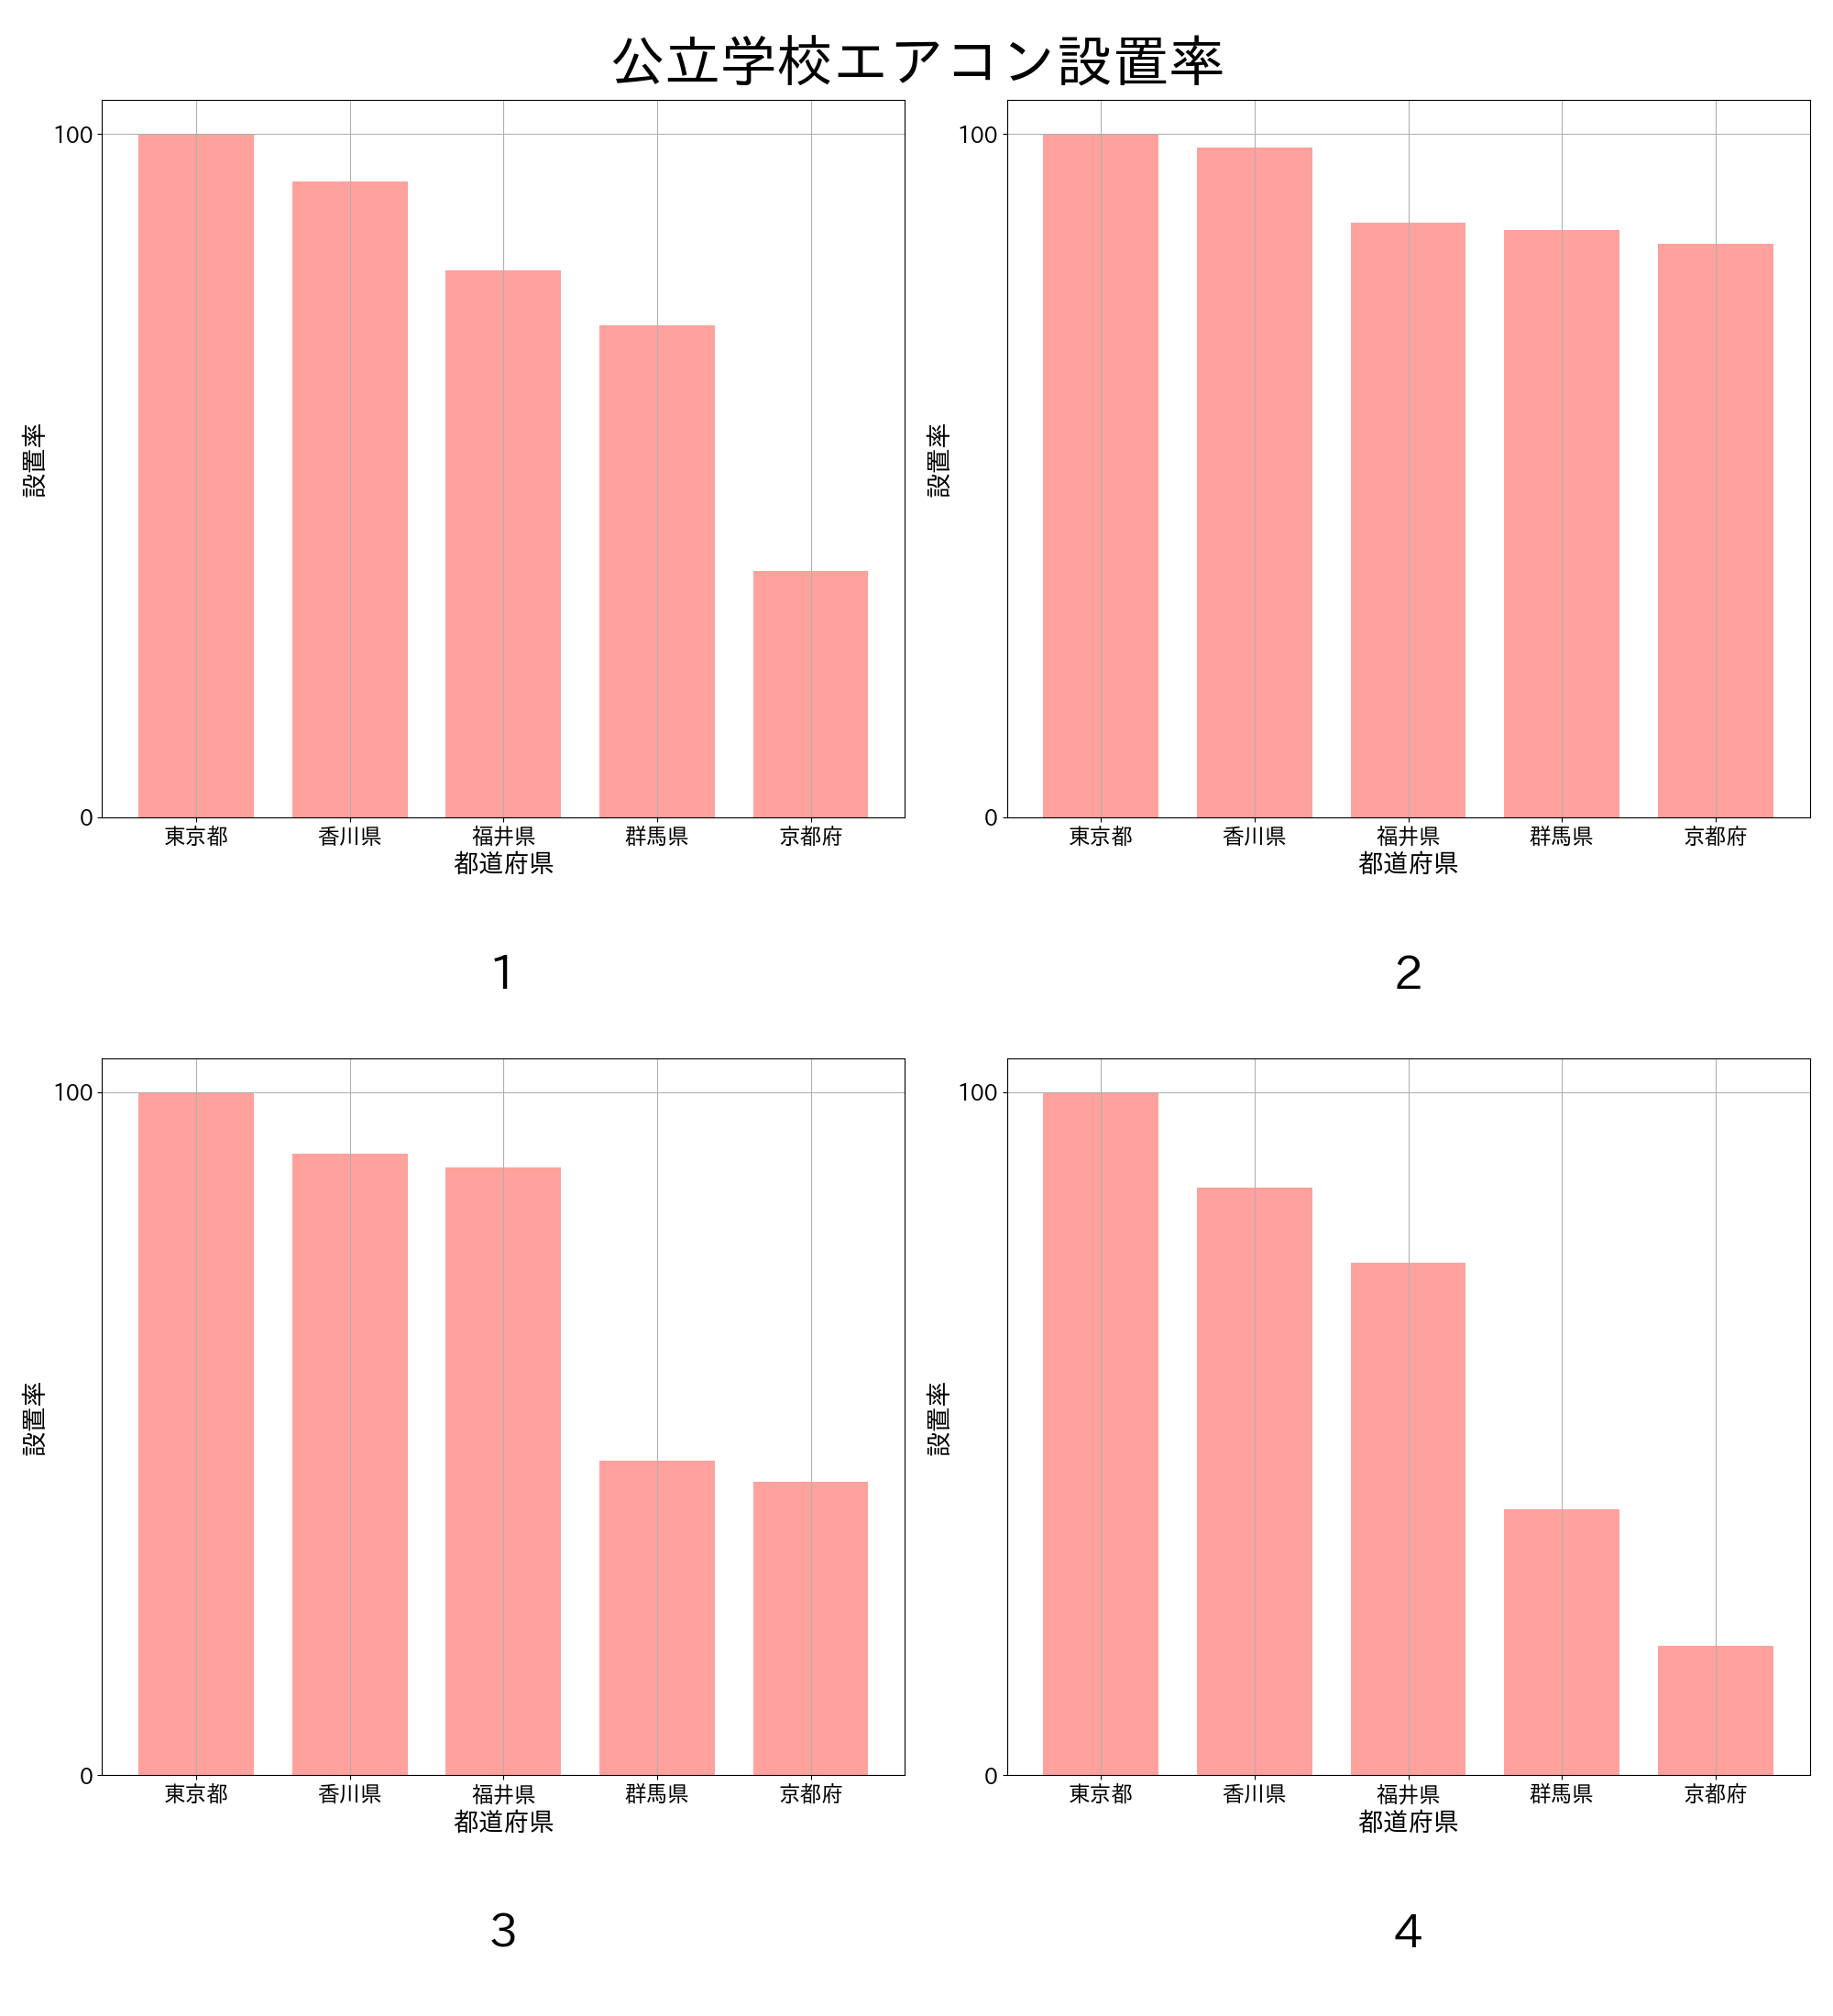 公立学校エアコン設置率
100
0
設置率
東京都 香川県 福井県 群馬県 京都府
都道府県
1
100
0
設置率
東京都 香川県 福井県 群馬県 京都府
都道府県
2
100
0
設置率
東京都 香川県 福井県 群馬県 京都府
都道府県
3
100
0
設置率
東京都 香川県 福井県 群馬県 京都府
都道府県
4